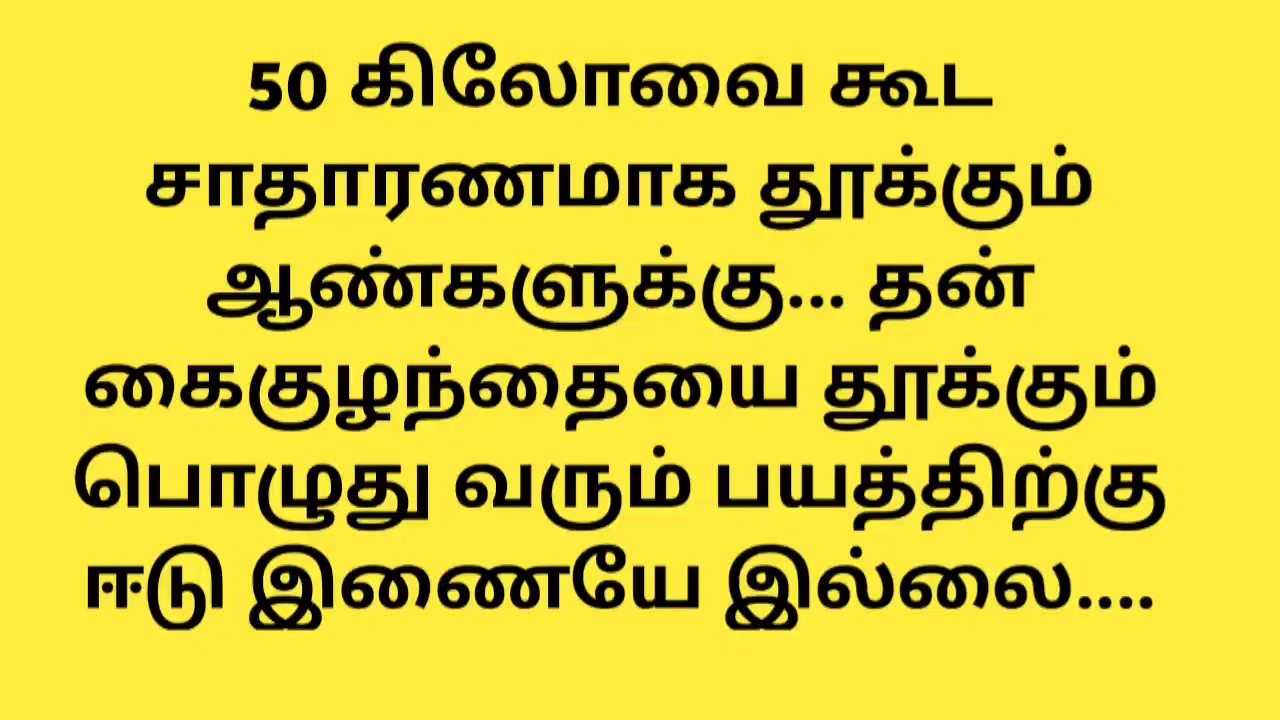 50 கிலோவை கூட
சாதாரணமாக தூக்கும்
ஆண்களுக்கு... தன்
கைகுழந்தையை தூக்கும்
பொழுது வரும் பயத்திற்கு
ஈடு இணையே இல்லை....